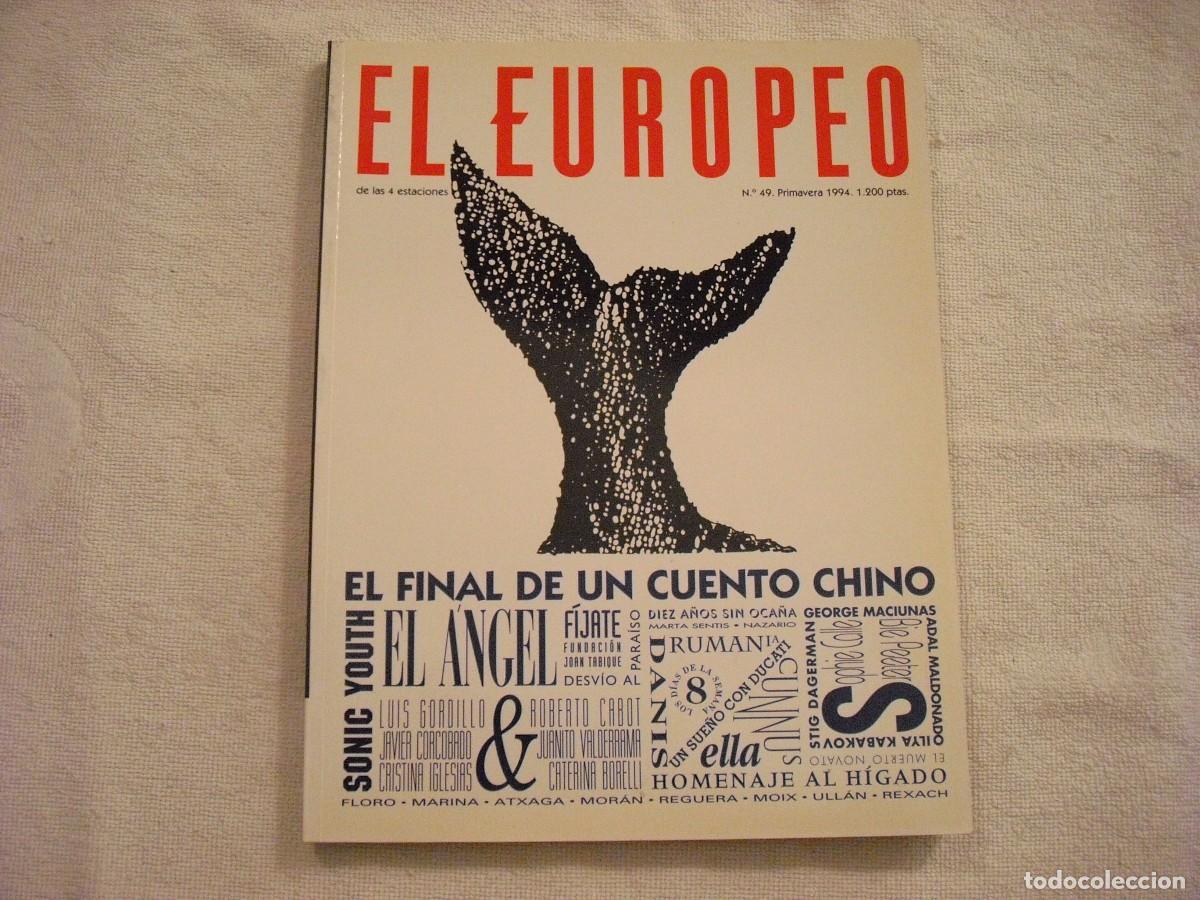 EL EUROPEO
de las 4 estaciones
N.º 49. Primavera 1994. 1.200 ptas.
EL FINAL DE UN CUENTO CHINO
SONIC YOUTH
EL ÁNGEL
FÍJATE
FUNDACIÓN
JOAN TABIQUE
DESVÍO AL
PARAÍSO
LUIS GORDILLO
JAVIER CORCOBADO
CRISTINA IGLESIAS
&
ROBERTO CABOT
JUANITO VALDERRAMA
CATERINA BORELLI
DIEZ AÑOS SIN OCAÑA
MARTA SENTIS • NAZARIO
DANIS
RUMANIA
LOS DÍAS DE LA SEMANA
8
UN SUEÑO CON DUCATI
CUNNINUS
ella
GEORGE MACIUNAS
STIG DAGERMAN
S
ADAL MALDONADO
ILYA KABAKOV
EL MUERTO NOVATO
HOMENAJE AL HÍGADO
FLORO • MARINA • ATXAGA • MORÁN • REGUERA • MOIX • ULLÁN • REXACH
todocoleccion